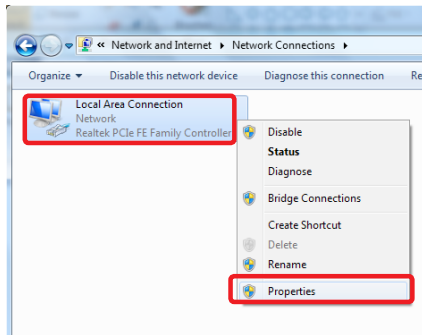 « Network and Internet ▸ Network Connections ▸
Organize ▾ Disable this network device Diagnose this connection Re
Local Area Connection
Network
Realtek PCIe FE Family Controller
Disable
Status
Diagnose
Bridge Connections
Create Shortcut
Delete
Rename
Properties